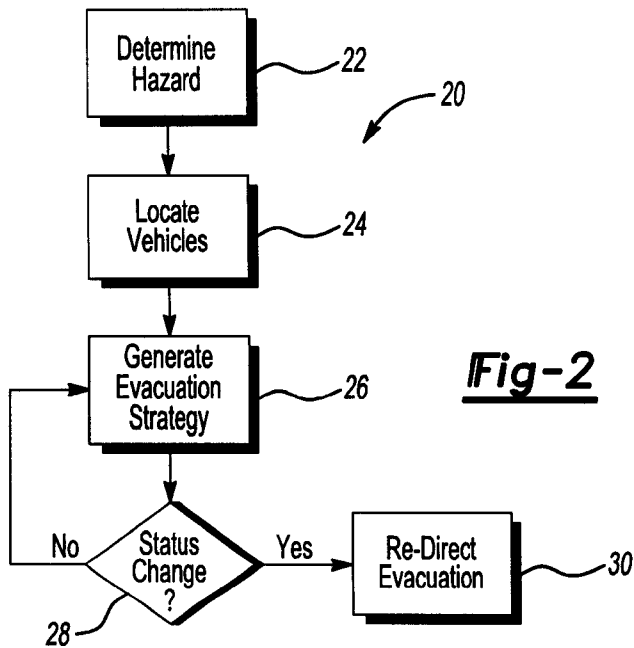 Determine
Hazard
22
20
Locate
Vehicles
24
Generate
Evacuation
Strategy
26
Fig-2
No
Status
Change
?
Yes
Re-Direct
Evacuation
30
28